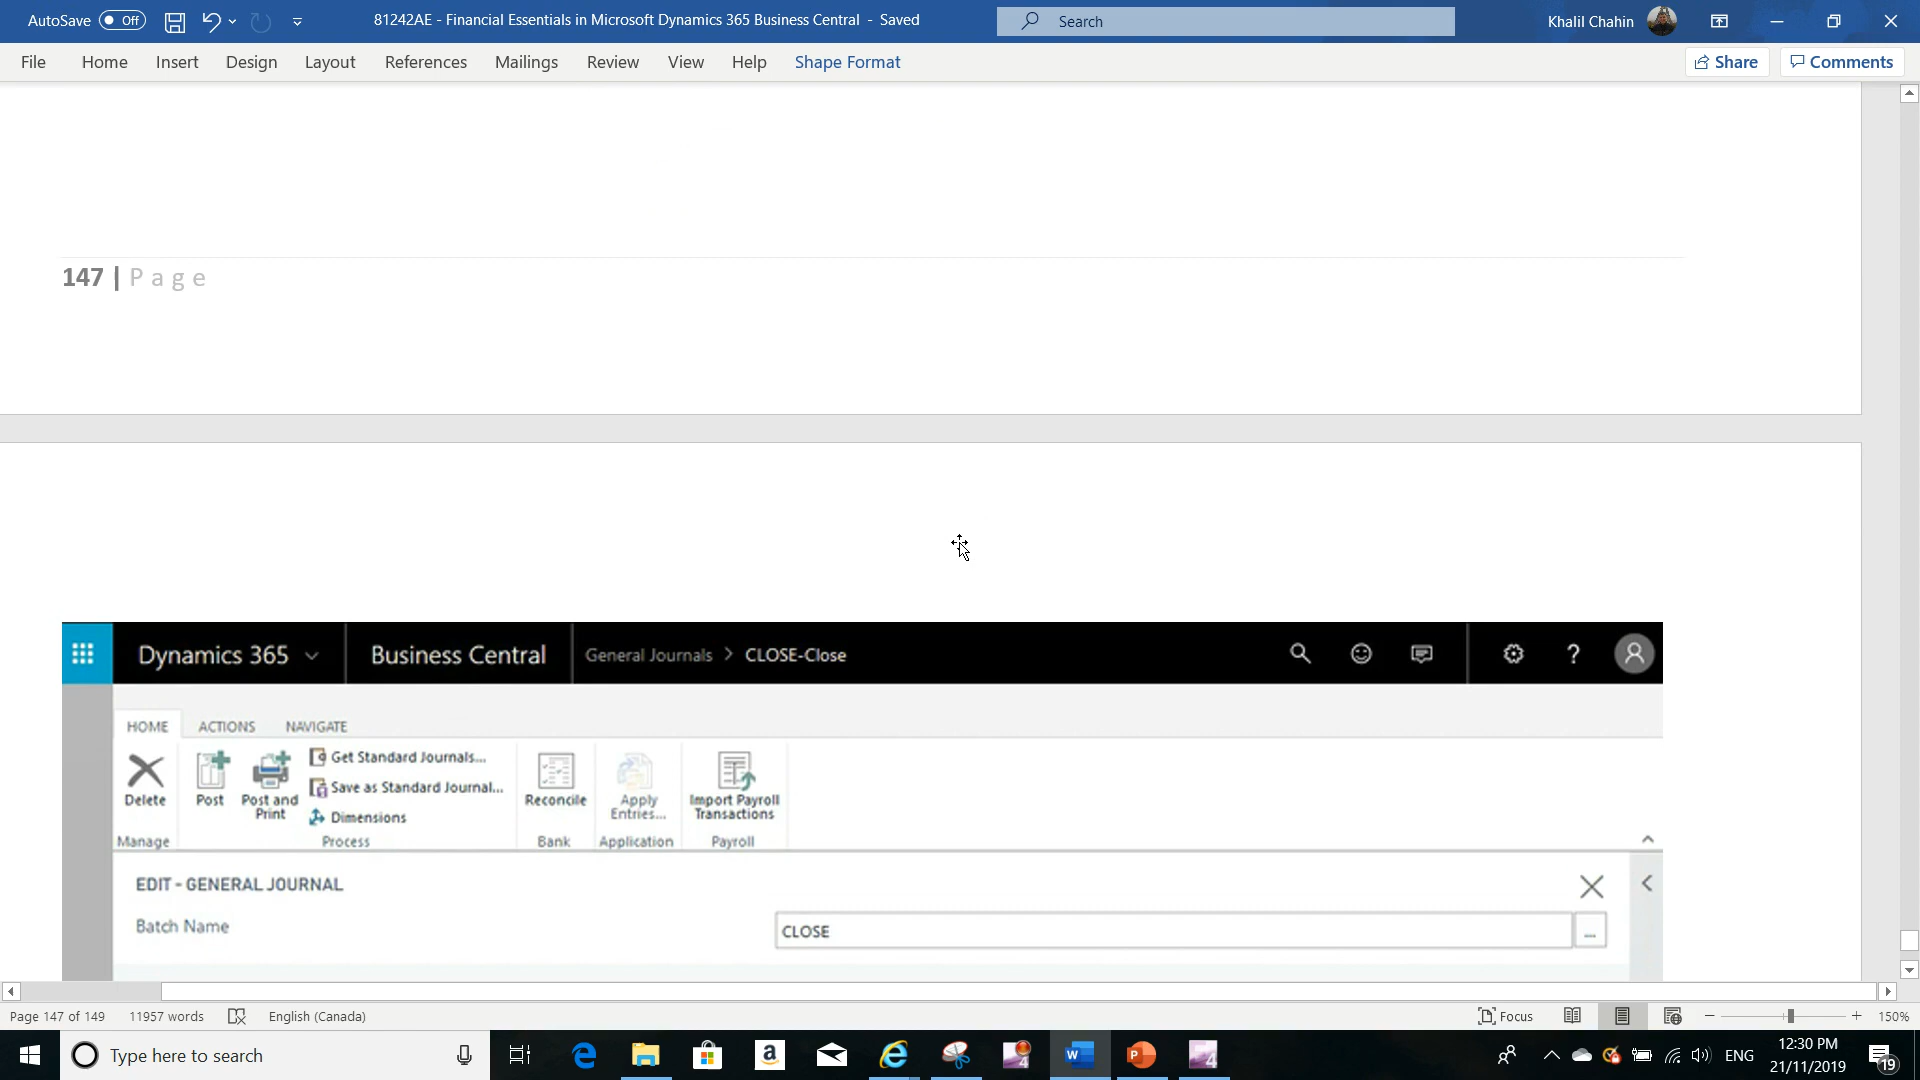 AutoSave Off 81242AE - Financial Essentials in Microsoft Dynamics 365 Business Central - Saved Search Khalil Chahin
File Home Insert Design Layout References Mailings Review View Help Shape Format Share Comments
147 | Page
Dynamics 365 Business Central General Journals > CLOSE-Close ?
HOME ACTIONS NAVIGATE
Delete Post Post and Print Get Standard Journals... Reconcile Apply Entries... Import Payroll Transactions
Save as Standard Journal...
Dimensions
Manage Process Bank Application Payroll
EDIT - GENERAL JOURNAL
Batch Name CLOSE ...
Page 147 of 149 11957 words English (Canada) Focus 150%
Type here to search ENG 12:30 PM
21/11/2019 19